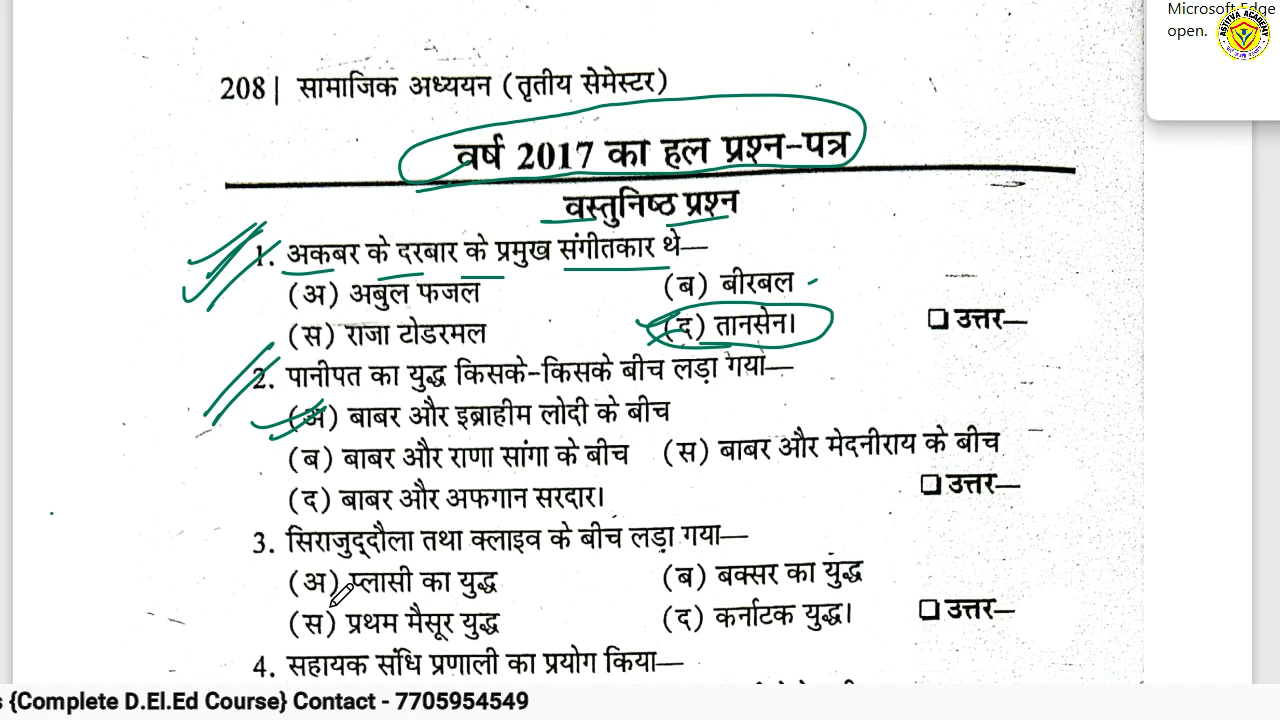 Microsoft Edge
open.
ASTITVA ACADEMY
208| सामाजिक अध्ययन (तृतीय सेमेस्टर)
वर्ष 2017 का हल प्रश्न-पत्र
वस्तुनिष्ठ प्रश्न
1. अकबर के दरबार के प्रमुख संगीतकार थे—
(अ) अबुल फजल (ब) बीरबल
(स) राजा टोडरमल (द) तानसेन। ❑ उत्तर—
2. पानीपत का युद्ध किसके-किसके बीच लड़ा गया—
(अ) बाबर और इब्राहीम लोदी के बीच
(ब) बाबर और राणा सांगा के बीच (स) बाबर और मेदनीराय के बीच
(द) बाबर और अफगान सरदार। ❑ उत्तर—
3. सिराजुद्दौला तथा क्लाइव के बीच लड़ा गया—
(अ) प्लासी का युद्ध (ब) बक्सर का युद्ध
(स) प्रथम मैसूर युद्ध (द) कर्नाटक युद्ध। ❑ उत्तर—
4. सहायक संधि प्रणाली का प्रयोग किया—
{Complete D.El.Ed Course} Contact - 7705954549